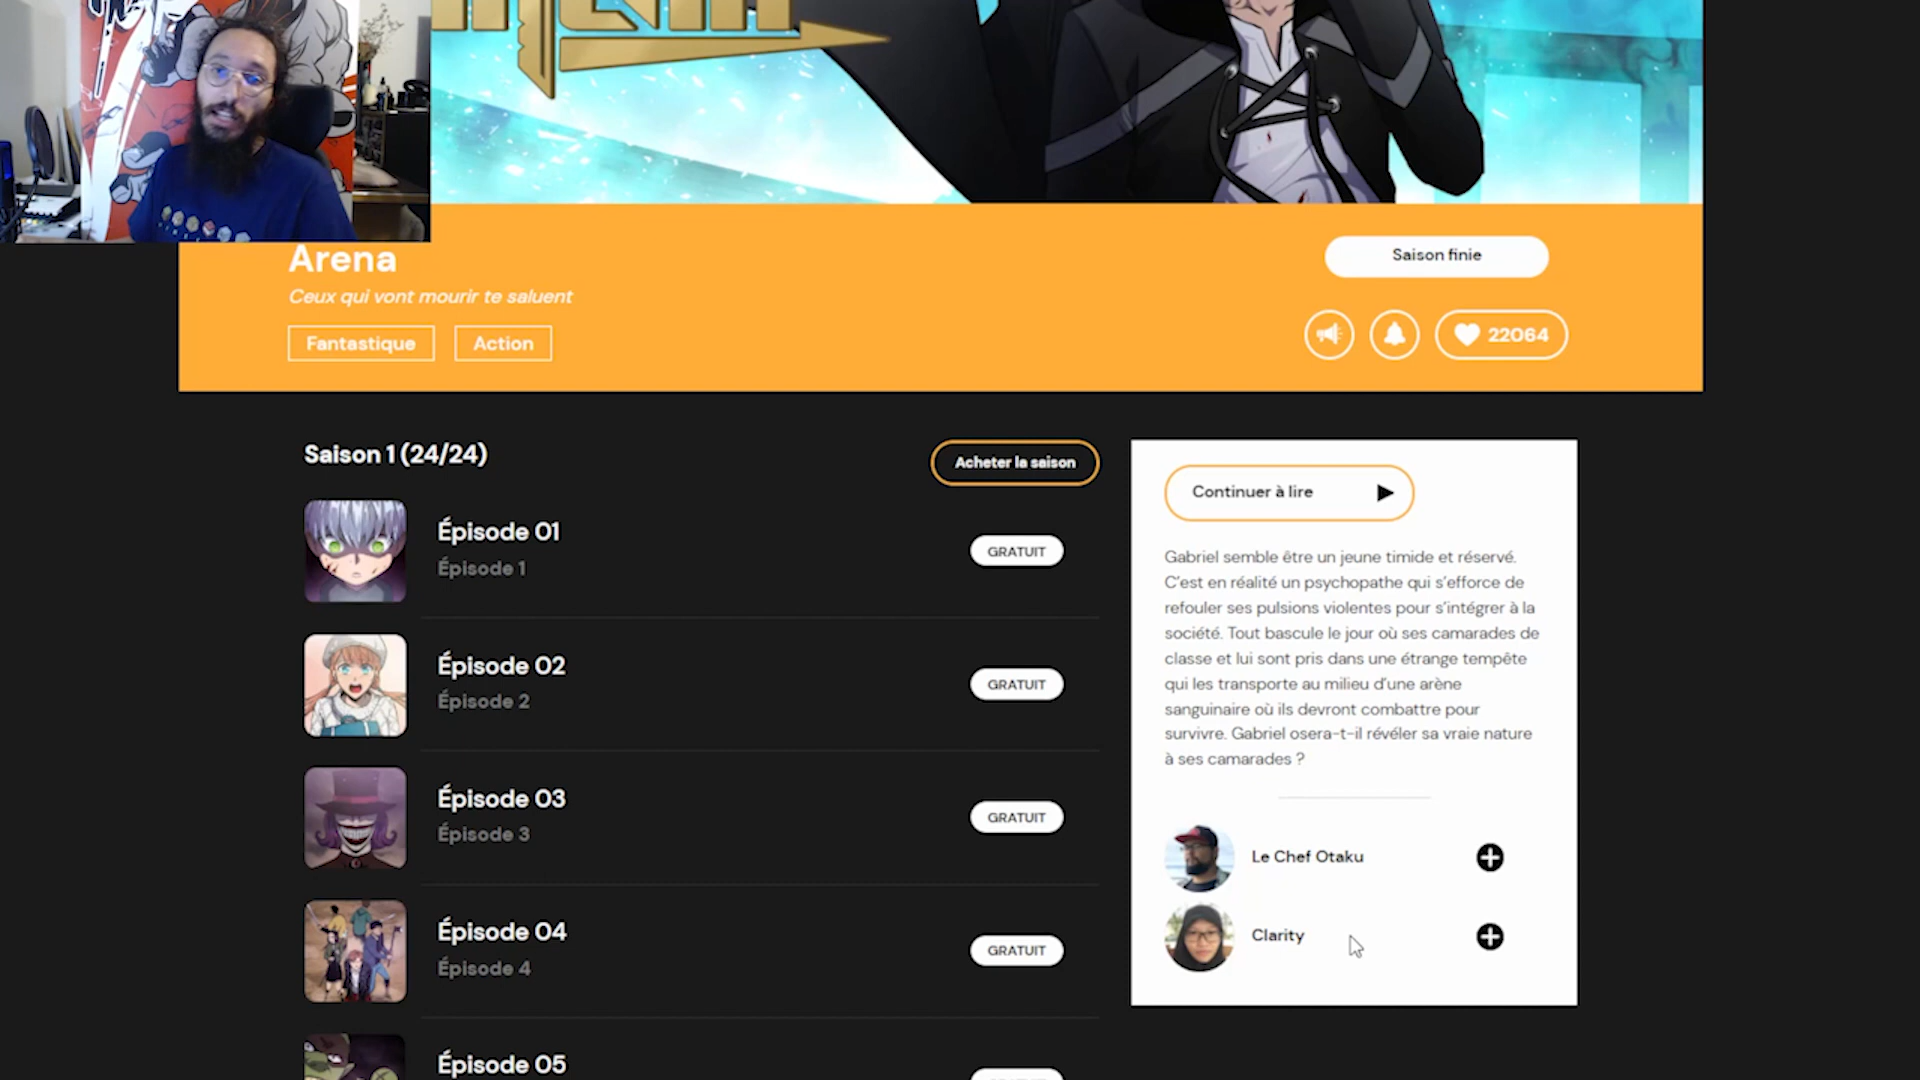 Arena
Ceux qui vont mourir te saluent
Fantastique
Action
Saison finie
22064
Saison 1 (24/24)
Acheter la saison
Épisode 01
Épisode 1
GRATUIT
Épisode 02
Épisode 2
GRATUIT
Épisode 03
Épisode 3
GRATUIT
Épisode 04
Épisode 4
GRATUIT
Épisode 05
Continuer à lire
Gabriel semble être un jeune timide et réservé.
C'est en réalité un psychopathe qui s'efforce de
refouler ses pulsions violentes pour s'intégrer à la
société. Tout bascule le jour où ses camarades de
classe et lui sont pris dans une étrange tempête
qui les transporte au milieu d'une arène
sanguinaire où ils devront combattre pour
survivre. Gabriel osera-t-il révéler sa vraie nature
à ses camarades ?
Le Chef Otaku
Clarity